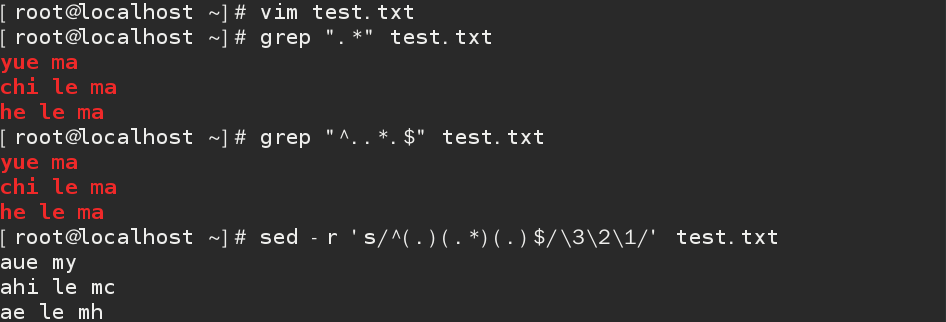 [root@localhost ~]# vim test.txt
[root@localhost ~]# grep ".*" test.txt
yue ma
chi le ma
he le ma
[root@localhost ~]# grep "^..*.$" test.txt
yue ma
chi le ma
he le ma
[root@localhost ~]# sed -r 's/^(.)(.*)(.)$/\3\2\1/' test.txt
aue my
ahi le mc
ae le mh